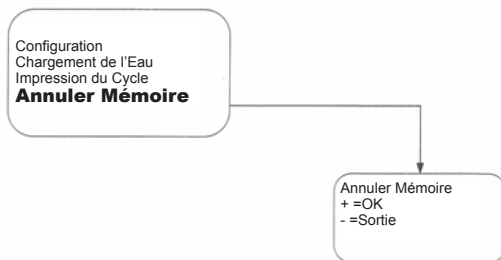 Configuration
Chargement de l'Eau
Impression du Cycle
Annuler Mémoire
Annuler Mémoire
+ =OK
- =Sortie